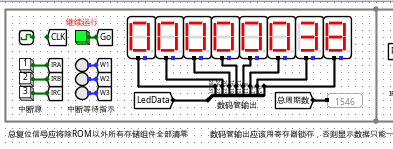 继续运行
CLK Go
00000038
1 IRA W1
2 IRB W2
3 IRC W3
LedData 总周期数 1546
中断源 中断等待指示 数码管输出
总复位信号应将除ROM以外所有存储组件全部清零 数码管输出应该用寄存器锁存，否则显示数据只能一